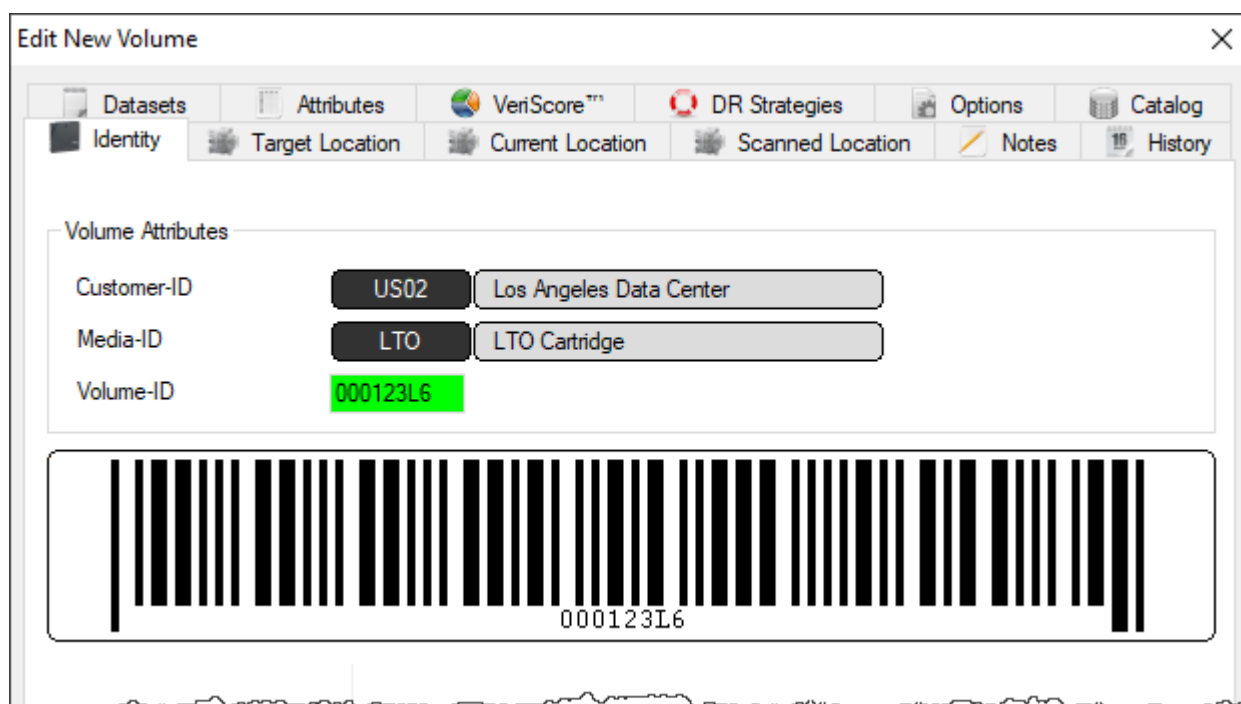 Edit New Volume
Datasets Attributes VeriScore™ DR Strategies Options Catalog
Identity Target Location Current Location Scanned Location Notes 16 History
Volume Attributes
Customer-ID US02 Los Angeles Data Center
Media-ID LTO LTO Cartridge
Volume-ID 000123L6
000123L6